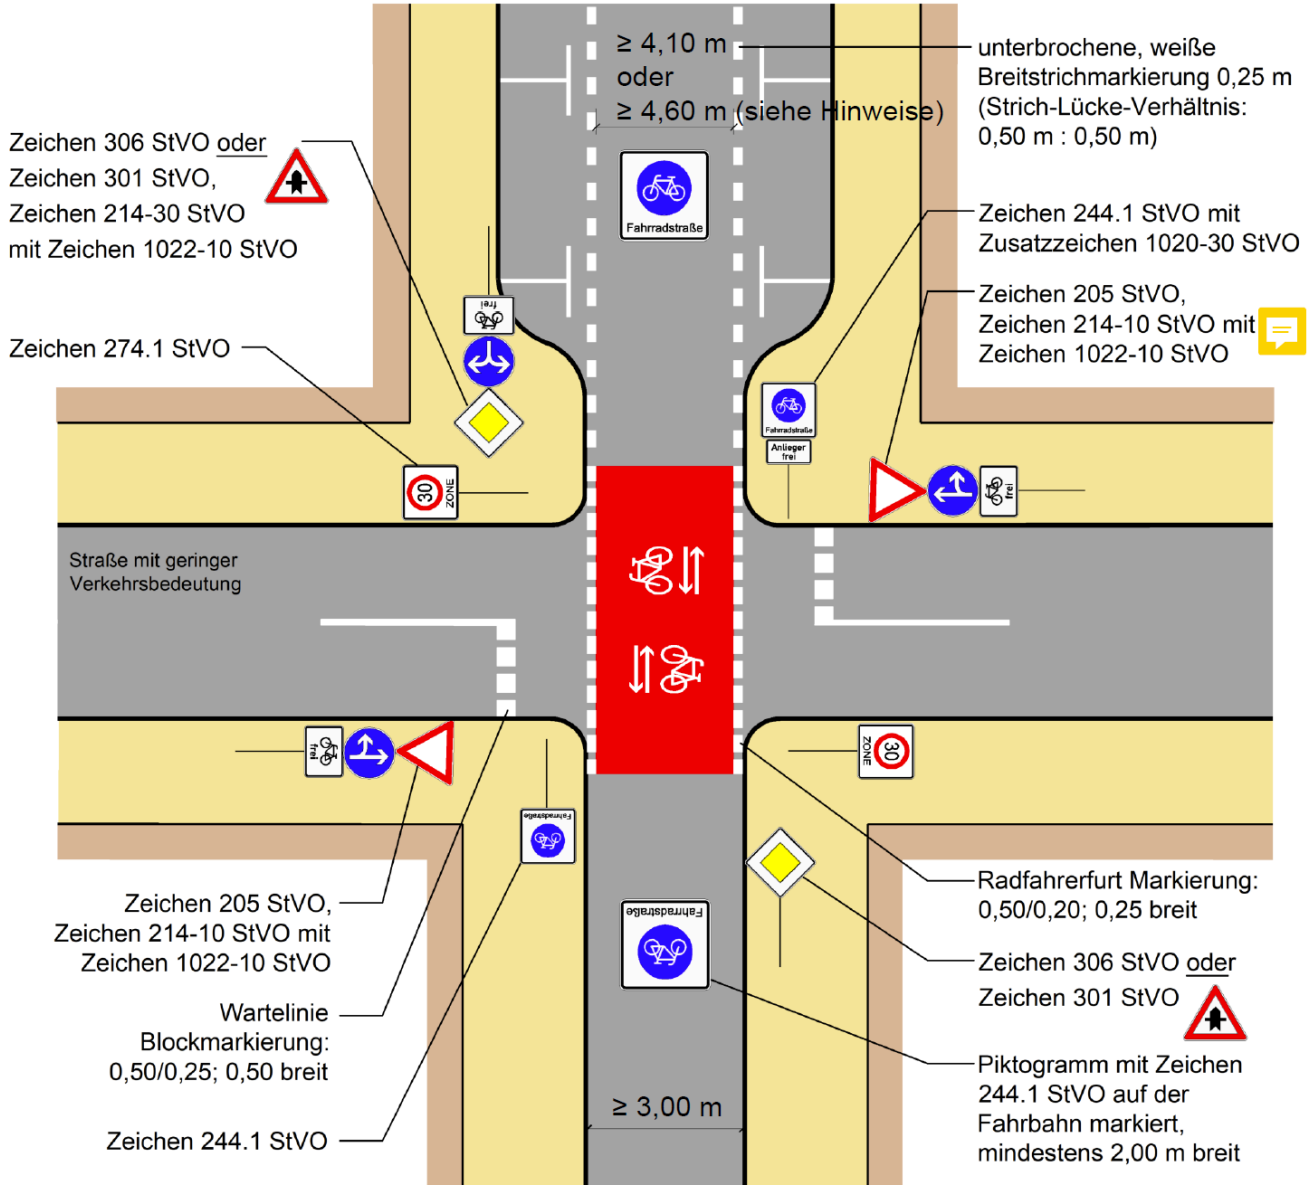 ≥ 4,10 m
oder
≥ 4,60 m (siehe Hinweise)
unterbrochene, weiße
Breitstrichmarkierung 0,25 m
(Strich-Lücke-Verhältnis:
0,50 m : 0,50 m)
Zeichen 306 StVO oder
Zeichen 301 StVO,
Zeichen 214-30 StVO
mit Zeichen 1022-10 StVO
Fahrradstraße
Zeichen 244.1 StVO mit
Zusatzzeichen 1020-30 StVO
Zeichen 205 StVO,
Zeichen 214-10 StVO mit
Zeichen 1022-10 StVO
frei
Zeichen 274.1 StVO
Fahrradstraße
Anlieger
frei
30
ZONE
frei
Straße mit geringer
Verkehrsbedeutung
frei
30
ZONE
Fahrradstraße
Zeichen 205 StVO,
Zeichen 214-10 StVO mit
Zeichen 1022-10 StVO
Fahrradstraße
Radfahrerfurt Markierung:
0,50/0,20; 0,25 breit
Zeichen 306 StVO oder
Zeichen 301 StVO
Wartelinie
Blockmarkierung:
0,50/0,25; 0,50 breit
Piktogramm mit Zeichen
244.1 StVO auf der
Fahrbahn markiert,
mindestens 2,00 m breit
≥ 3,00 m
Zeichen 244.1 StVO